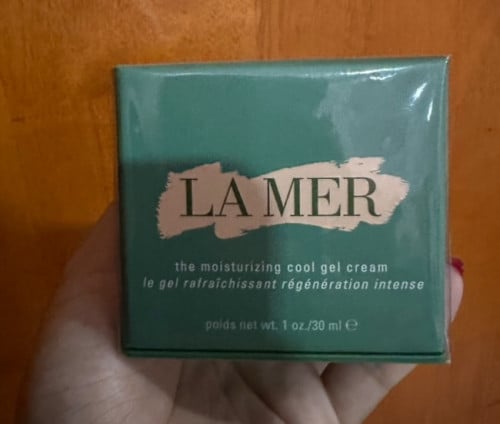 LA MER
the moisturizing cool gel cream
le gel rafraîchissant régénération intense
poids net wt. 1 oz./30 ml ℮